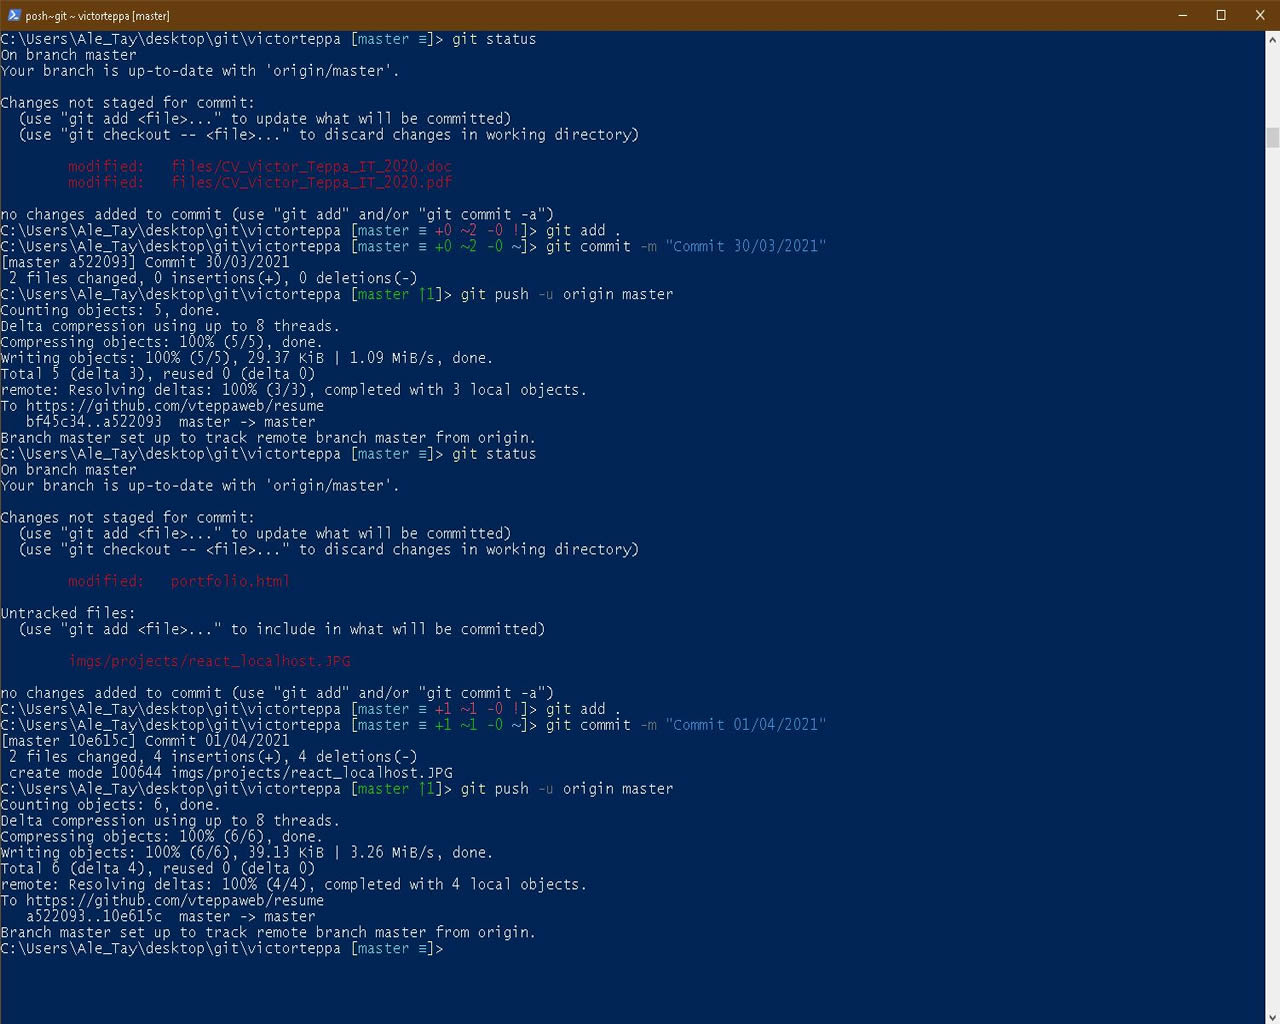 posh~git ~ victorteppa [master]
C:\Users\Ale_Tay\desktop\git\victorteppa [master ≡]> git status
On branch master
Your branch is up-to-date with 'origin/master'.
Changes not staged for commit:
(use "git add <file>..." to update what will be committed)
(use "git checkout -- <file>..." to discard changes in working directory)
modified: files/CV_Victor_Teppa_IT_2020.doc
modified: files/CV_Victor_Teppa_IT_2020.pdf
no changes added to commit (use "git add" and/or "git commit -a")
C:\Users\Ale_Tay\desktop\git\victorteppa [master ≡ +0 ~2 -0 !]> git add .
C:\Users\Ale_Tay\desktop\git\victorteppa [master ≡ +0 ~2 -0 ~]> git commit -m "Commit 30/03/2021"
[master a522093] Commit 30/03/2021
2 files changed, 0 insertions(+), 0 deletions(-)
C:\Users\Ale_Tay\desktop\git\victorteppa [master ↑1]> git push -u origin master
Counting objects: 5, done.
Delta compression using up to 8 threads.
Compressing objects: 100% (5/5), done.
Writing objects: 100% (5/5), 29.37 KiB | 1.09 MiB/s, done.
Total 5 (delta 3), reused 0 (delta 0)
remote: Resolving deltas: 100% (3/3), completed with 3 local objects.
To https://github.com/vteppaweb/resume
bf45c34..a522093 master -> master
Branch master set up to track remote branch master from origin.
C:\Users\Ale_Tay\desktop\git\victorteppa [master ≡]> git status
On branch master
Your branch is up-to-date with 'origin/master'.
Changes not staged for commit:
(use "git add <file>..." to update what will be committed)
(use "git checkout -- <file>..." to discard changes in working directory)
modified: portfolio.html
Untracked files:
(use "git add <file>..." to include in what will be committed)
imgs/projects/react_localhost.JPG
no changes added to commit (use "git add" and/or "git commit -a")
C:\Users\Ale_Tay\desktop\git\victorteppa [master ≡ +1 ~1 -0 !]> git add .
C:\Users\Ale_Tay\desktop\git\victorteppa [master ≡ +1 ~1 -0 ~]> git commit -m "Commit 01/04/2021"
[master 10e615c] Commit 01/04/2021
2 files changed, 4 insertions(+), 4 deletions(-)
create mode 100644 imgs/projects/react_localhost.JPG
C:\Users\Ale_Tay\desktop\git\victorteppa [master ↑1]> git push -u origin master
Counting objects: 6, done.
Delta compression using up to 8 threads.
Compressing objects: 100% (6/6), done.
Writing objects: 100% (6/6), 39.13 KiB | 3.26 MiB/s, done.
Total 6 (delta 4), reused 0 (delta 0)
remote: Resolving deltas: 100% (4/4), completed with 4 local objects.
To https://github.com/vteppaweb/resume
a522093..10e615c master -> master
Branch master set up to track remote branch master from origin.
C:\Users\Ale_Tay\desktop\git\victorteppa [master ≡]>